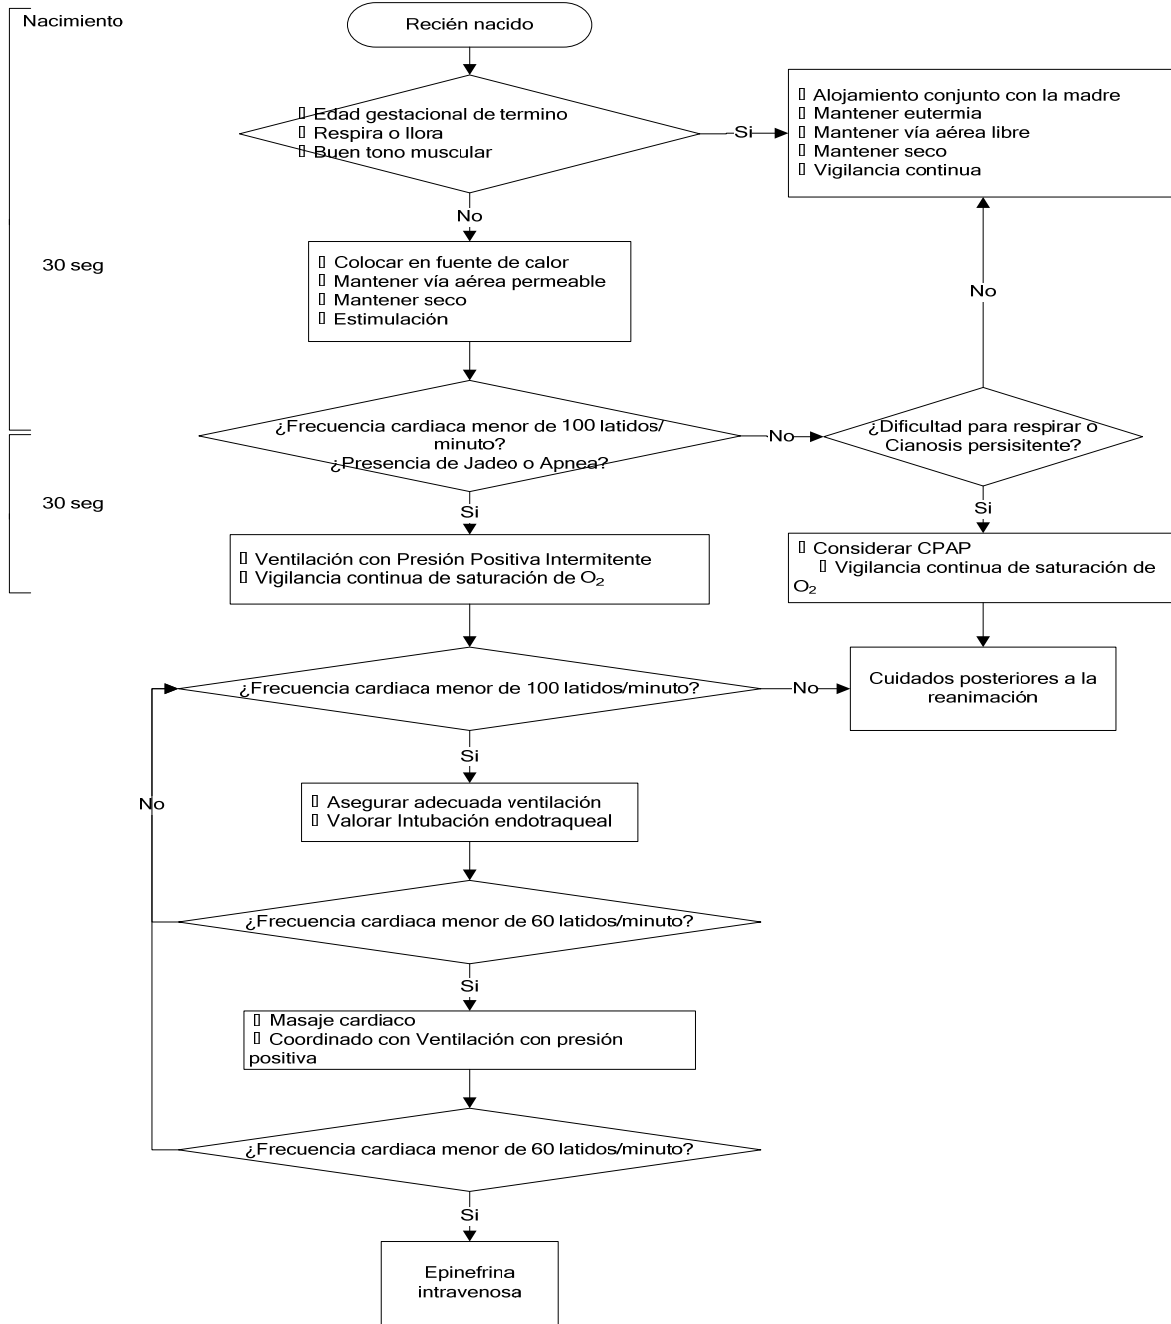 Nacimiento
Recién nacido
▯ Edad gestacional de termino
▯ Respira o llora
▯ Buen tono muscular
Si
▯ Alojamiento conjunto con la madre
▯ Mantener eutermia
▯ Mantener vía aérea libre
▯ Mantener seco
▯ Vigilancia continua
No
30 seg
▯ Colocar en fuente de calor
▯ Mantener vía aérea permeable
▯ Mantener seco
▯ Estimulación
No
¿Frecuencia cardiaca menor de 100 latidos/
minuto?
¿Presencia de Jadeo o Apnea?
No
¿Dificultad para respirar o
Cianosis persisitente?
30 seg
Si
Si
▯ Ventilación con Presión Positiva Intermitente
▯ Vigilancia continua de saturación de O₂
▯ Considerar CPAP
▯ Vigilancia continua de saturación de
O₂
¿Frecuencia cardiaca menor de 100 latidos/minuto?
No
Cuidados posteriores a la
reanimación
Si
No
▯ Asegurar adecuada ventilación
▯ Valorar Intubación endotraqueal
¿Frecuencia cardiaca menor de 60 latidos/minuto?
Si
▯ Masaje cardiaco
▯ Coordinado con Ventilación con presión
positiva
¿Frecuencia cardiaca menor de 60 latidos/minuto?
Si
Epinefrina
intravenosa